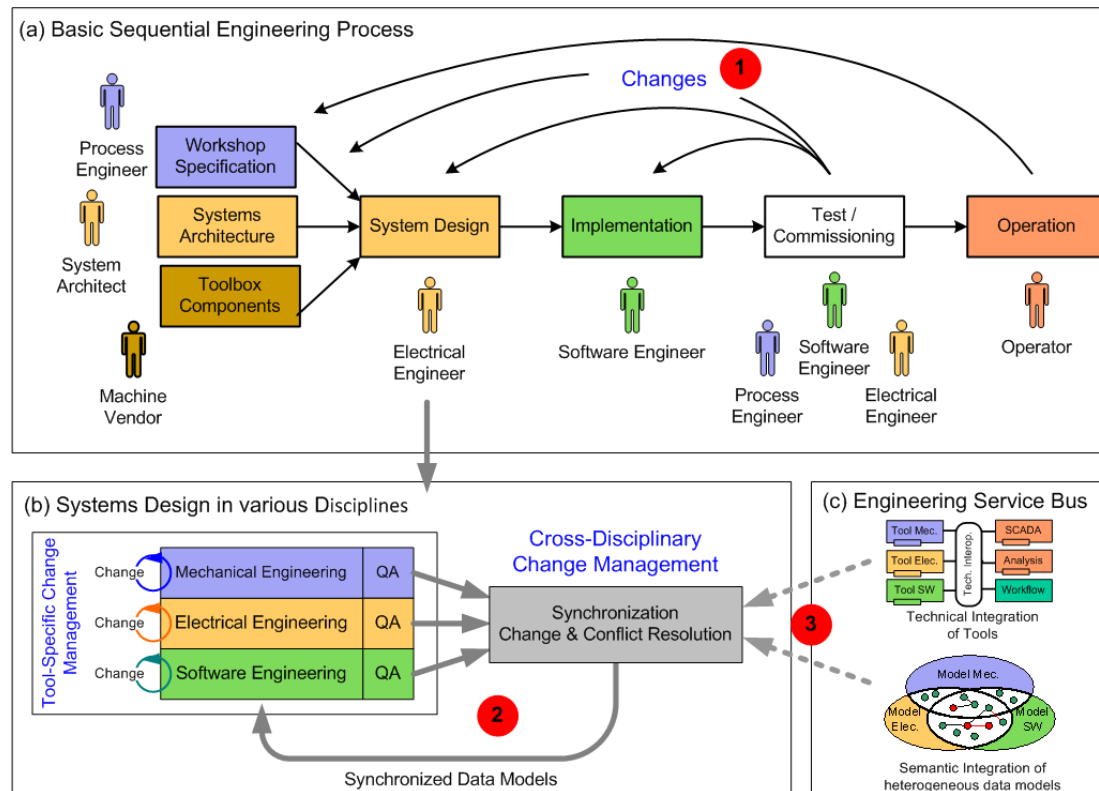 (a) Basic Sequential Engineering Process
Changes
1
Process
Engineer
Workshop
Specification
System
Architect
Systems
Architecture
Machine
Vendor
Toolbox
Components
System Design
Electrical
Engineer
Implementation
Software Engineer
Test /
Commissioning
Process
Engineer
Software
Engineer
Electrical
Engineer
Operation
Operator
(b) Systems Design in various Disciplines
Tool-Specific Change
Management
Change
Mechanical Engineering
QA
Change
Electrical Engineering
QA
Change
Software Engineering
QA
Cross-Disciplinary
Change Management
Synchronization
Change & Conflict Resolution
2
Synchronized Data Models
3
(c) Engineering Service Bus
Tool Mec.
Tool Elec.
Tool SW
Tech. Interop.
SCADA
Analysis
Workflow
Technical Integration
of Tools
Model Mec.
Model
Elec.
Model
SW
Semantic Integration of
heterogeneous data models